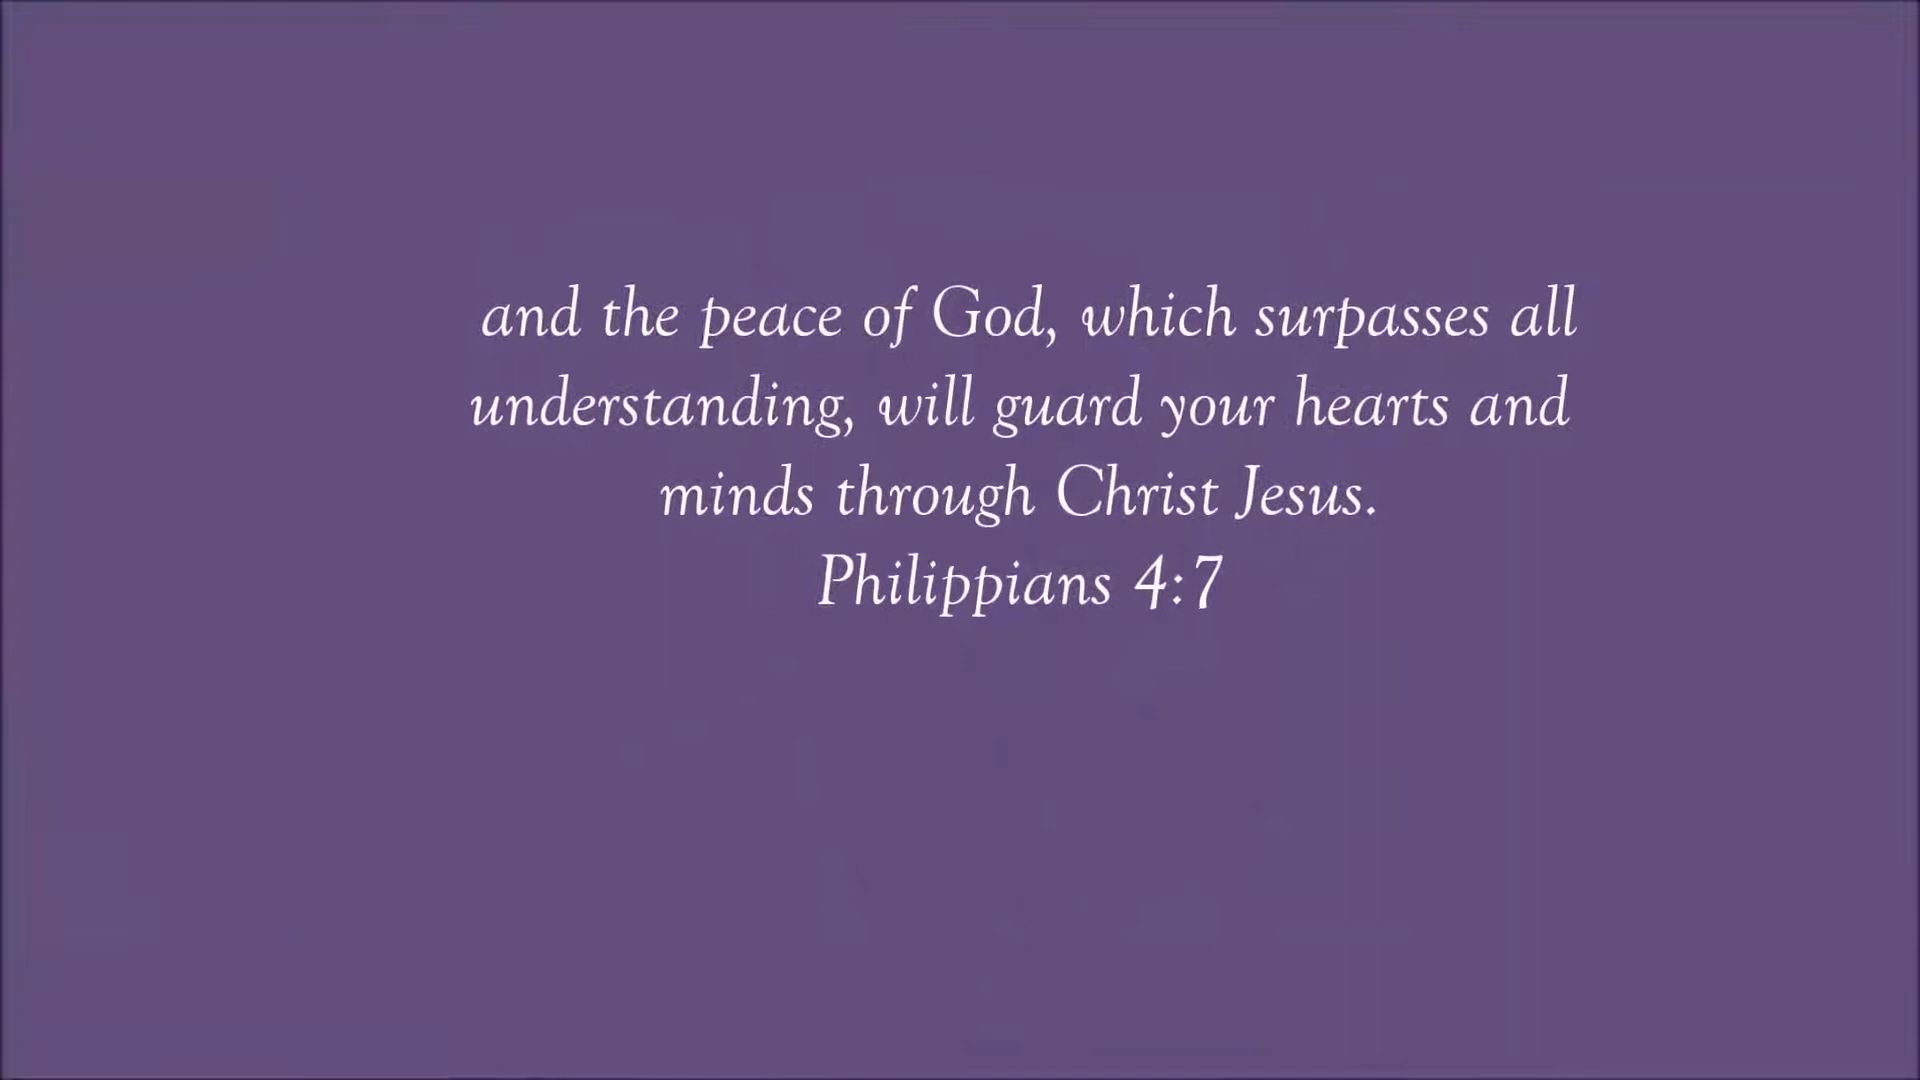 and the peace of God, which surpasses all
understanding, will guard your hearts and
minds through Christ Jesus.
Philippians 4:7